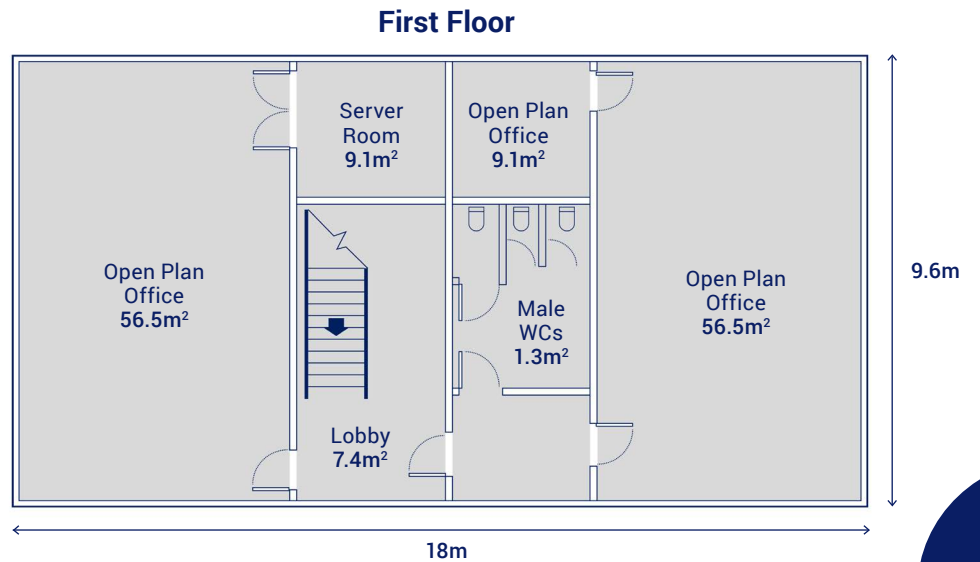 First Floor
Server
Room
9.1m²
Open Plan
Office
9.1m²
Open Plan
Office
56.5m²
Male
WCs
1.3m²
Open Plan
Office
56.5m²
9.6m
Lobby
7.4m²
18m